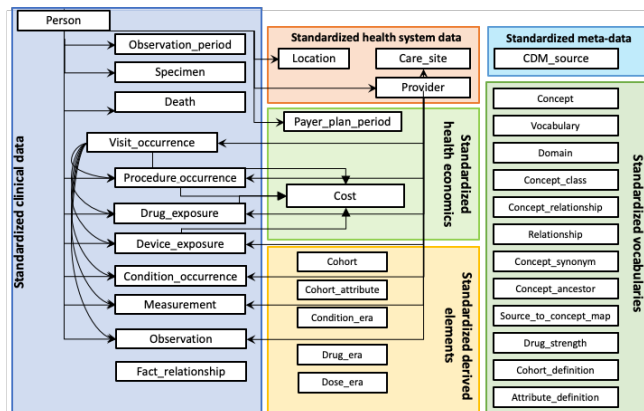 Person
Standardized clinical data
Observation_period
Specimen
Death
Visit_occurrence
Procedure_occurrence
Drug_exposure
Device_exposure
Condition_occurrence
Measurement
Observation
Fact_relationship
Standardized health system data
Location
Care_site
Provider
Payer_plan_period
Cost
Standardized
health economics
Cohort
Cohort_attribute
Condition_era
Drug_era
Dose_era
Standardized derived
elements
Standardized meta-data
CDM_source
Concept
Vocabulary
Domain
Concept_class
Concept_relationship
Relationship
Concept_synonym
Concept_ancestor
Source_to_concept_map
Drug_strength
Cohort_definition
Attribute_definition
Standardized vocabularies